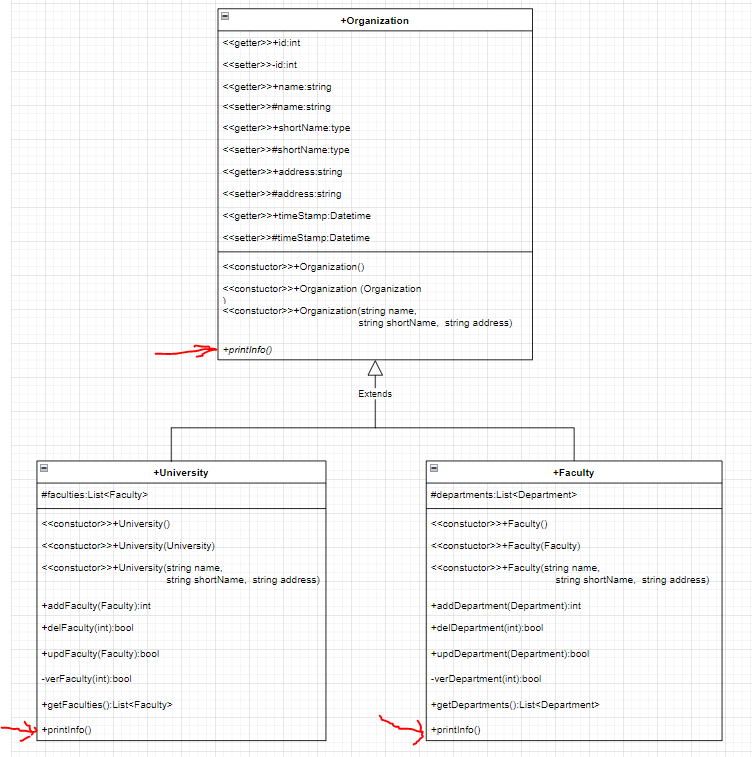 +Organization
<<getter>>+id:int
<<setter>>-id:int
<<getter>>+name:string
<<setter>>#name:string
<<getter>>+shortName:type
<<setter>>#shortName:type
<<getter>>+address:string
<<setter>>#address:string
<<getter>>+timeStamp:Datetime
<<setter>>#timeStamp:Datetime
<<constuctor>>+Organization()
<<constuctor>>+Organization (Organization
)
<<constuctor>>+Organization(string name,
string shortName, string address)
+printInfo()
Extends
+University
#faculties:List<Faculty>
<<constuctor>>+University()
<<constuctor>>+University(University)
<<constuctor>>+University(string name,
string shortName, string address)
+addFaculty(Faculty):int
+delFaculty(int):bool
+updFaculty(Faculty):bool
-verFaculty(int):bool
+getFaculties():List<Faculty>
+printInfo()
+Faculty
#departments:List<Department>
<<constuctor>>+Faculty()
<<constuctor>>+Faculty(Faculty)
<<constuctor>>+Faculty(string name,
string shortName, string address)
+addDepartment(Department):int
+delDepartment(int):bool
+updDepartment(Department):bool
-verDepartment(int):bool
+getDepartments():List<Department>
+printInfo()